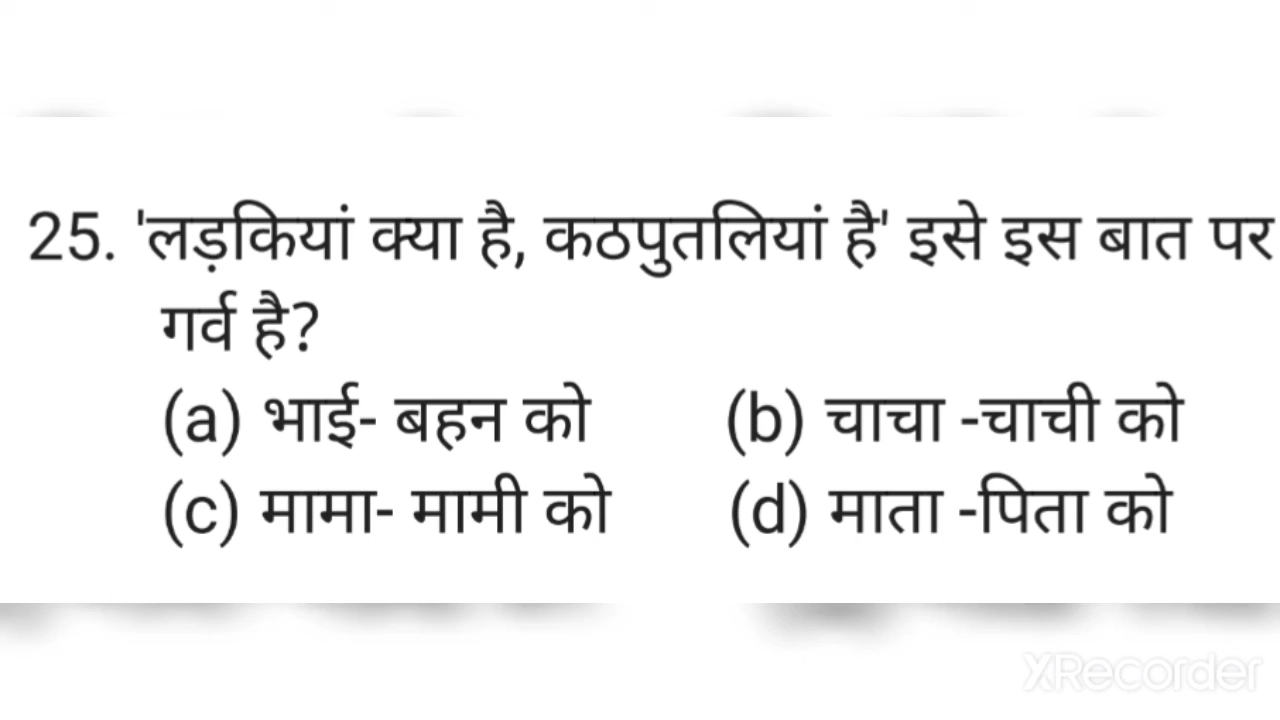 25. 'लड़कियां क्या है, कठपुतलियां है' इसे इस बात पर
गर्व है?
(a) भाई- बहन को (b) चाचा -चाची को
(c) मामा- मामी को (d) माता -पिता को
XRecorder